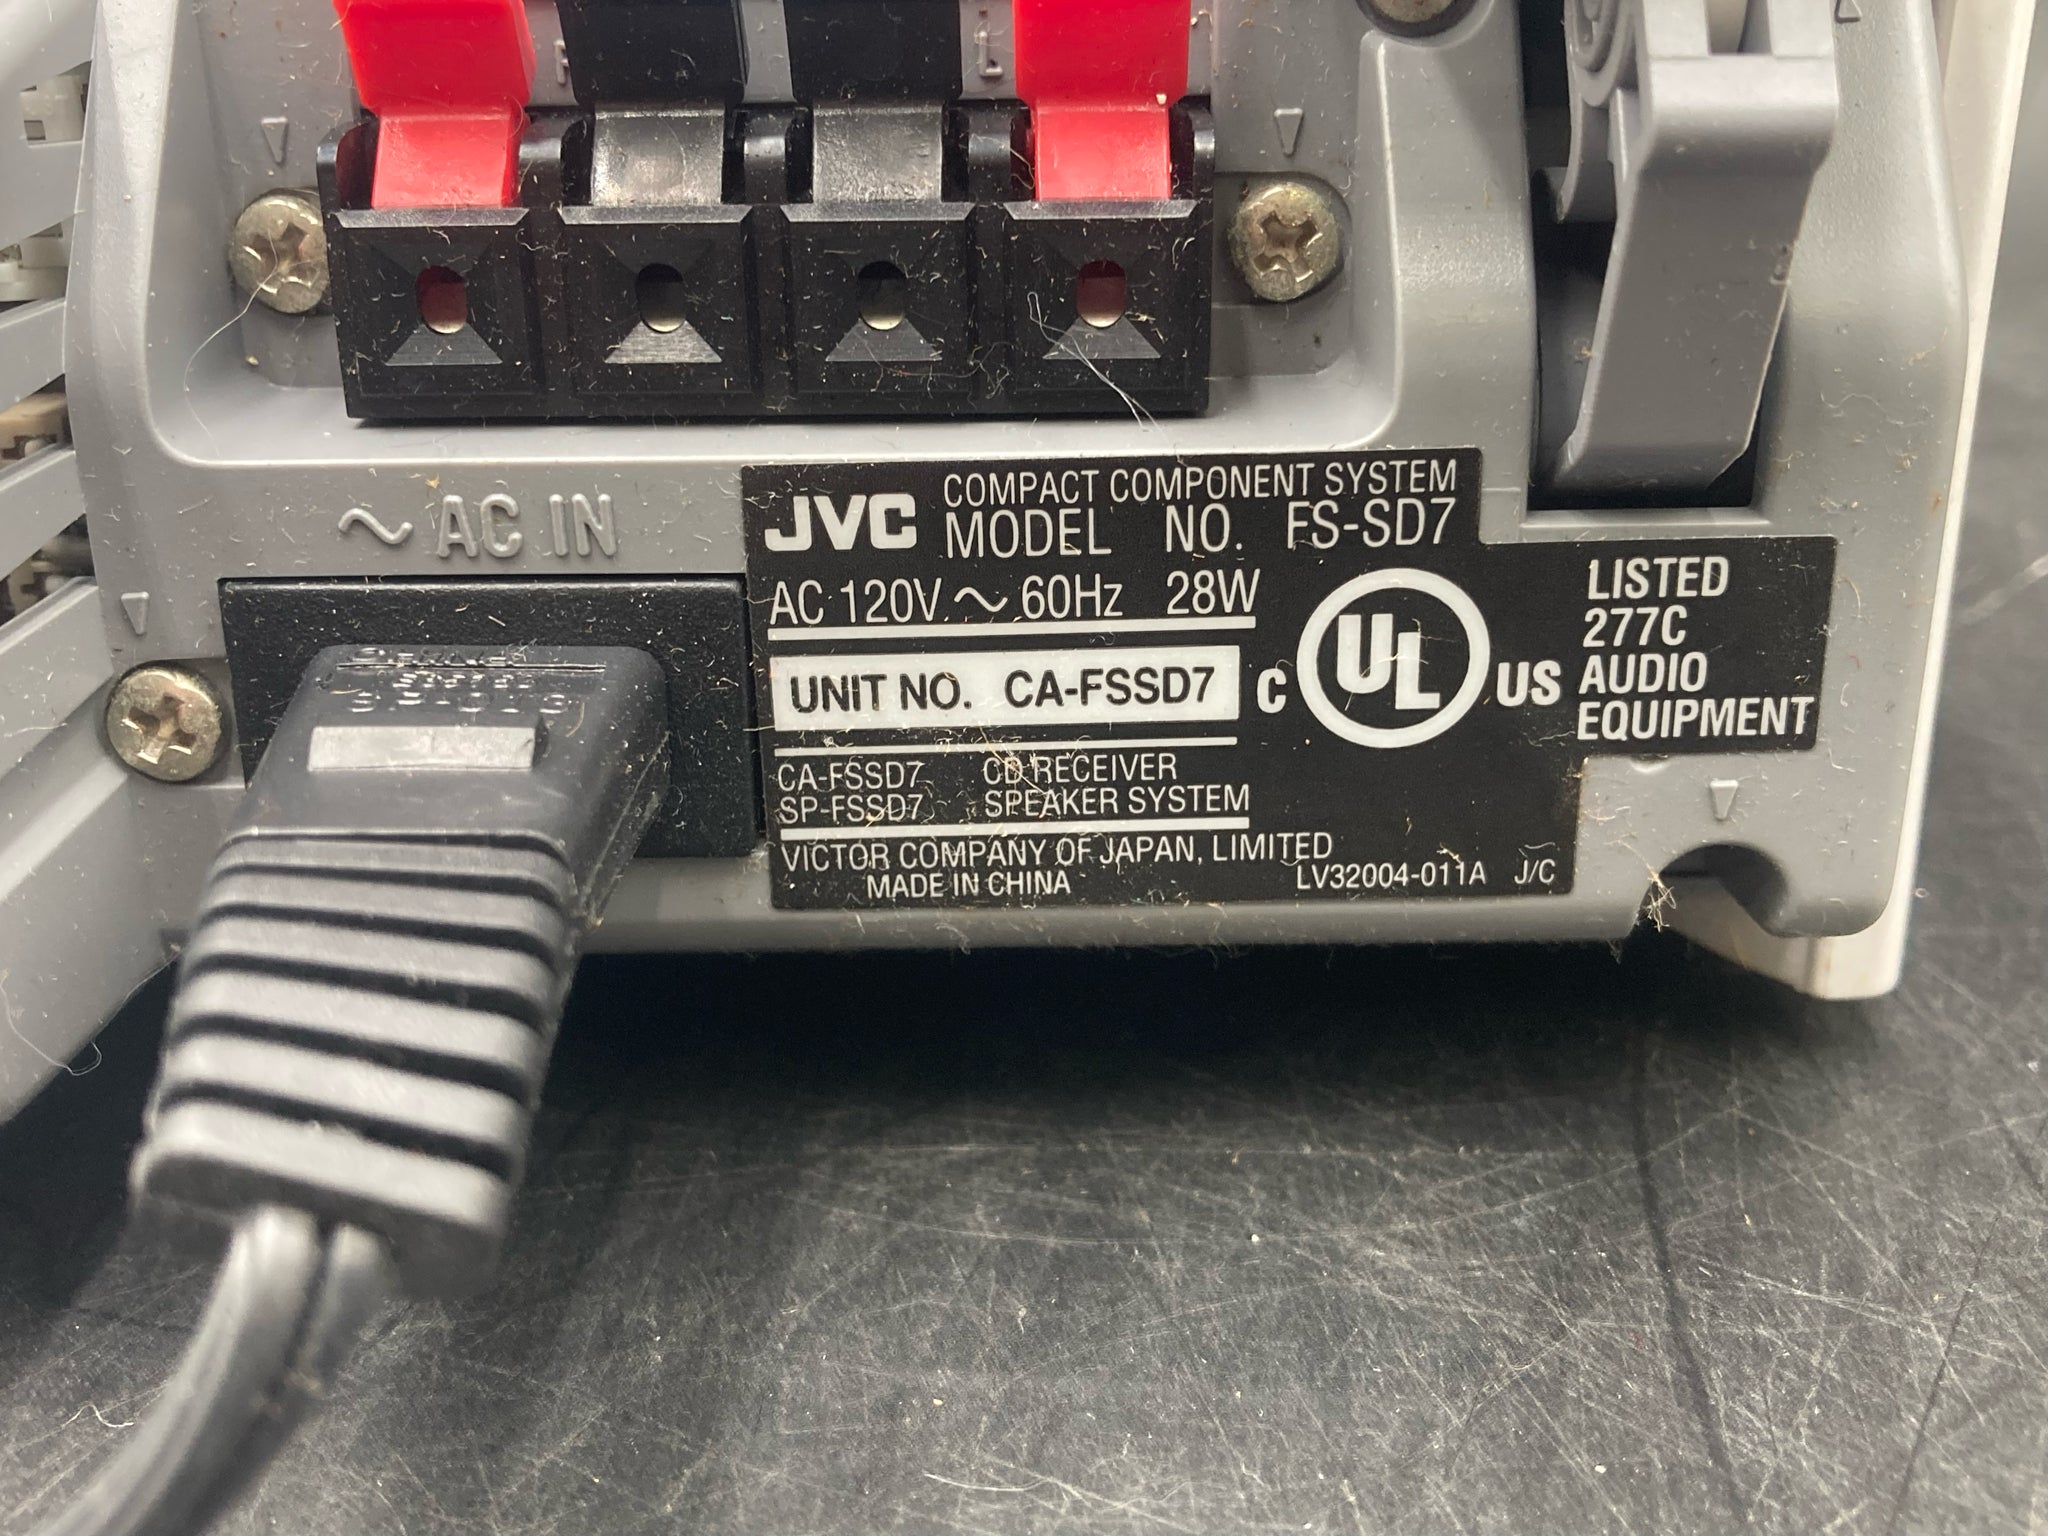 R
L
~ AC IN
JVC
COMPACT COMPONENT SYSTEM
MODEL NO. FS-SD7
AC 120V ~ 60Hz 28W
UNIT NO. CA-FSSD7
CA-FSSD7 CD RECEIVER
SP-FSSD7 SPEAKER SYSTEM
VICTOR COMPANY OF JAPAN, LIMITED
MADE IN CHINA
LV32004-011A J/C
C UL US
LISTED
277C
AUDIO
EQUIPMENT